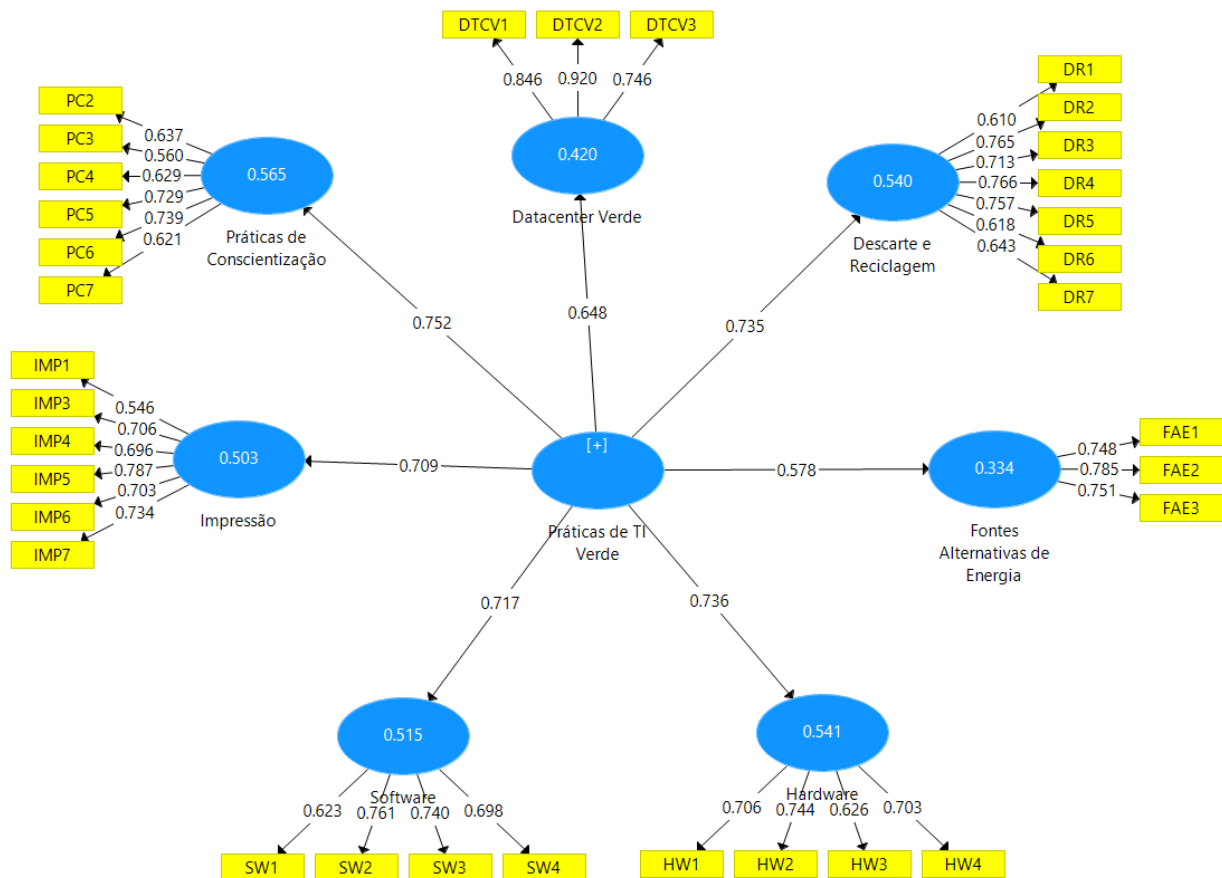 DTCV1
DTCV2
DTCV3
0.846
0.920
0.746
0.420
Datacenter Verde
PC2
PC3
PC4
PC5
PC6
PC7
0.637
0.560
0.629
0.729
0.739
0.621
0.565
Práticas de
Conscientização
DR1
DR2
DR3
DR4
DR5
DR6
DR7
0.610
0.765
0.713
0.766
0.757
0.618
0.643
0.540
Descarte e
Reciclagem
0.752
0.648
0.735
IMP1
IMP3
IMP4
IMP5
IMP6
IMP7
0.546
0.706
0.696
0.787
0.703
0.734
0.503
Impressão
0.709
[+]
Práticas de TI
Verde
0.578
0.334
Fontes
Alternativas de
Energia
0.748
0.785
0.751
FAE1
FAE2
FAE3
0.717
0.736
0.515
Software
0.623
0.761
0.740
0.698
SW1
SW2
SW3
SW4
0.541
Hardware
0.706
0.744
0.626
0.703
HW1
HW2
HW3
HW4